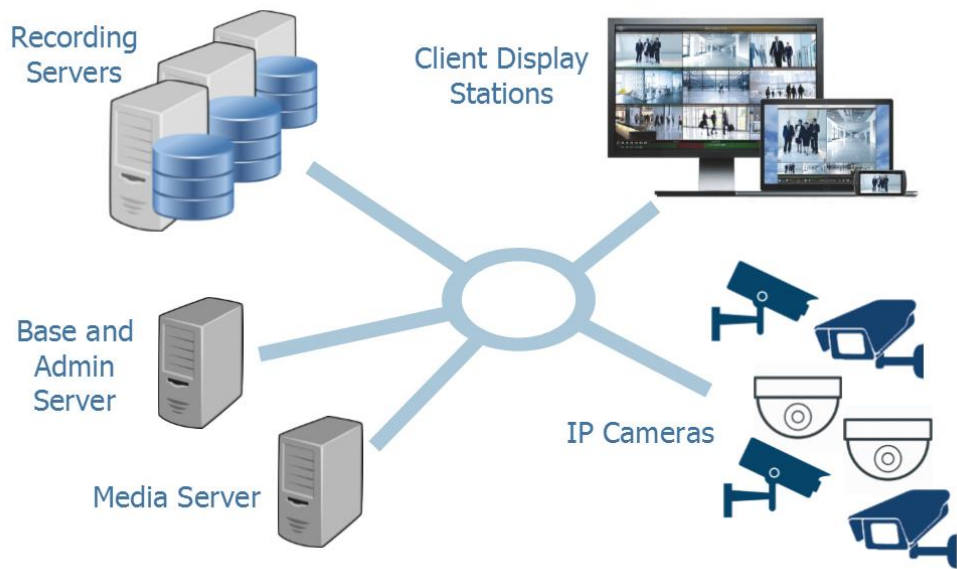 Recording
Servers
Client Display
Stations
Base and
Admin
Server
IP Cameras
Media Server